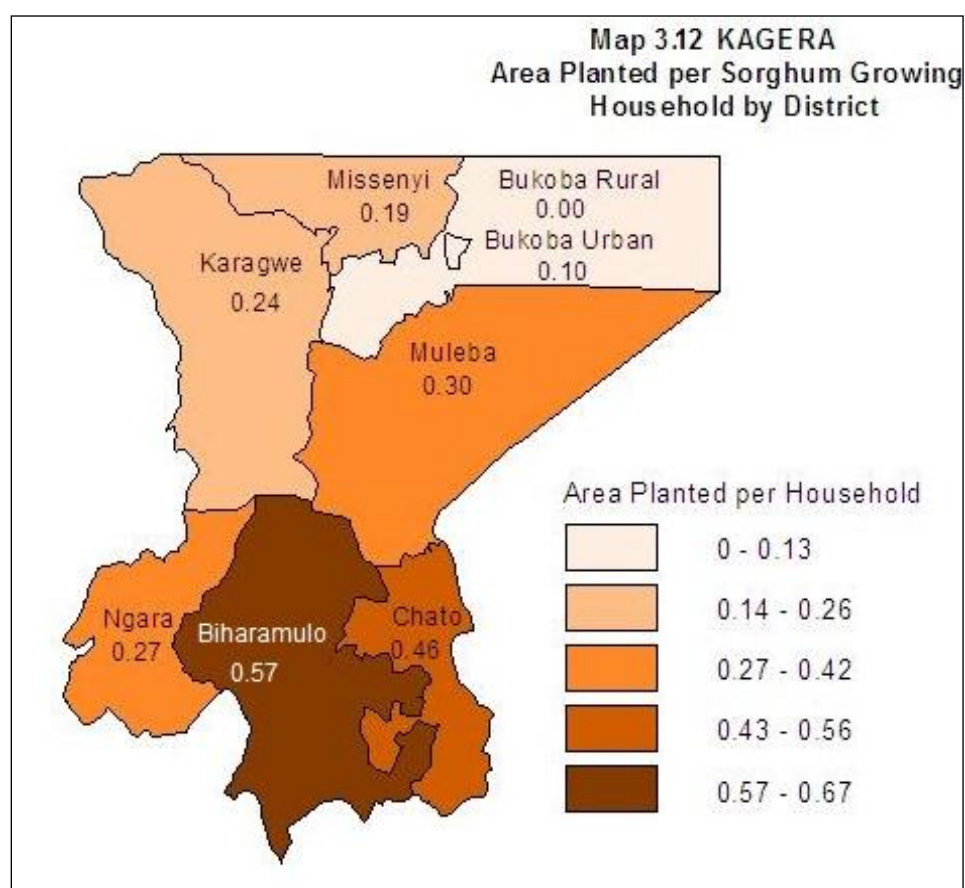 Map 3.12 KAGERA
Area Planted per Sorghum Growing
Household by District
Missenyi
0.19
Bukoba Rural
0.00
Bukoba Urban
0.10
Karagwe
0.24
Muleba
0.30
Ngara
0.27
Biharamulo
0.57
Chato
0.46
Area Planted per Household
0 - 0.13
0.14 - 0.26
0.27 - 0.42
0.43 - 0.56
0.57 - 0.67